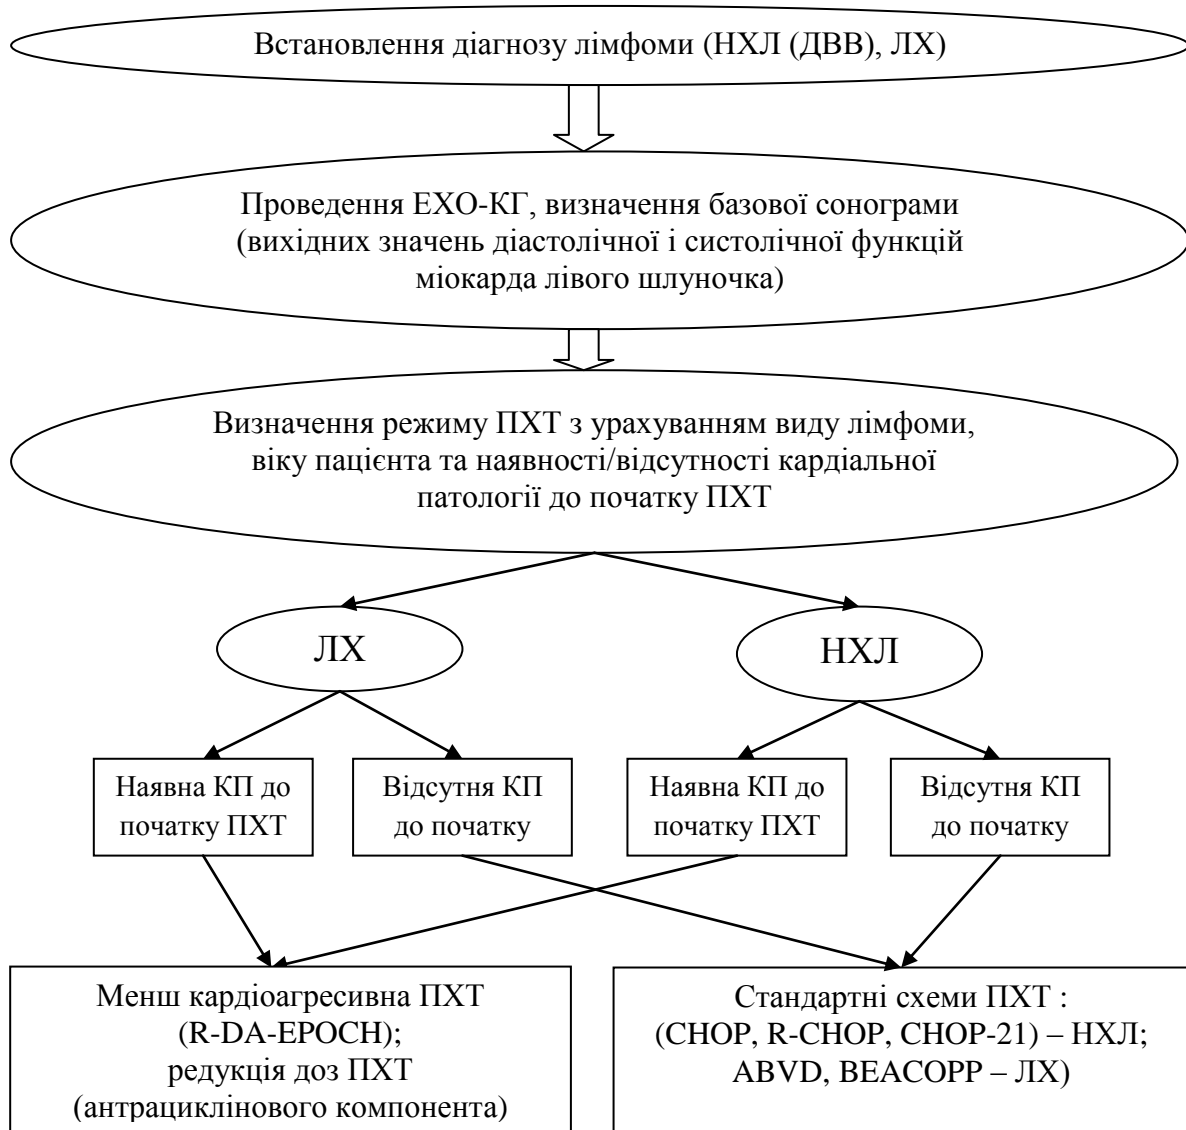 Встановлення діагнозу лімфоми (НХЛ (ДВВ), ЛХ)
Проведення ЕХО-КГ, визначення базової сонограми
(вихідних значень діастолічної і систолічної функцій
міокарда лівого шлуночка)
Визначення режиму ПХТ з урахуванням виду лімфоми,
віку пацієнта та наявності/відсутності кардіальної
патології до початку ПХТ
ЛХ
НХЛ
Наявна КП до
початку ПХТ
Відсутня КП
до початку
Наявна КП до
початку ПХТ
Відсутня КП
до початку
Менш кардіоагресивна ПХТ
(R-DA-EPOCH);
редукція доз ПХТ
(антрациклінового компонента)
Стандартні схеми ПХТ :
(CHOP, R-CHOP, CHOP-21) – НХЛ;
ABVD, BEACOPP – ЛХ)